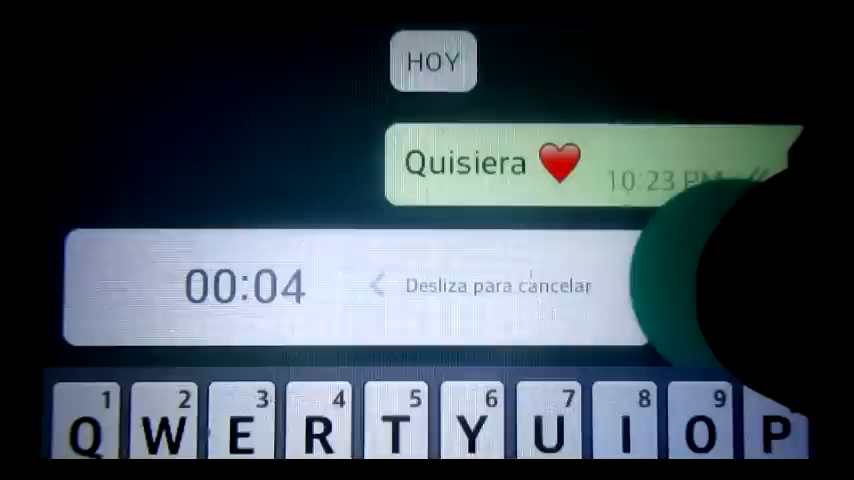 HOY
Quisiera ❤️
10:23 PM
00:04 < Desliza para cancelar
1 2 3 4 5 6 7 8 9
Q W E R T Y U I O P